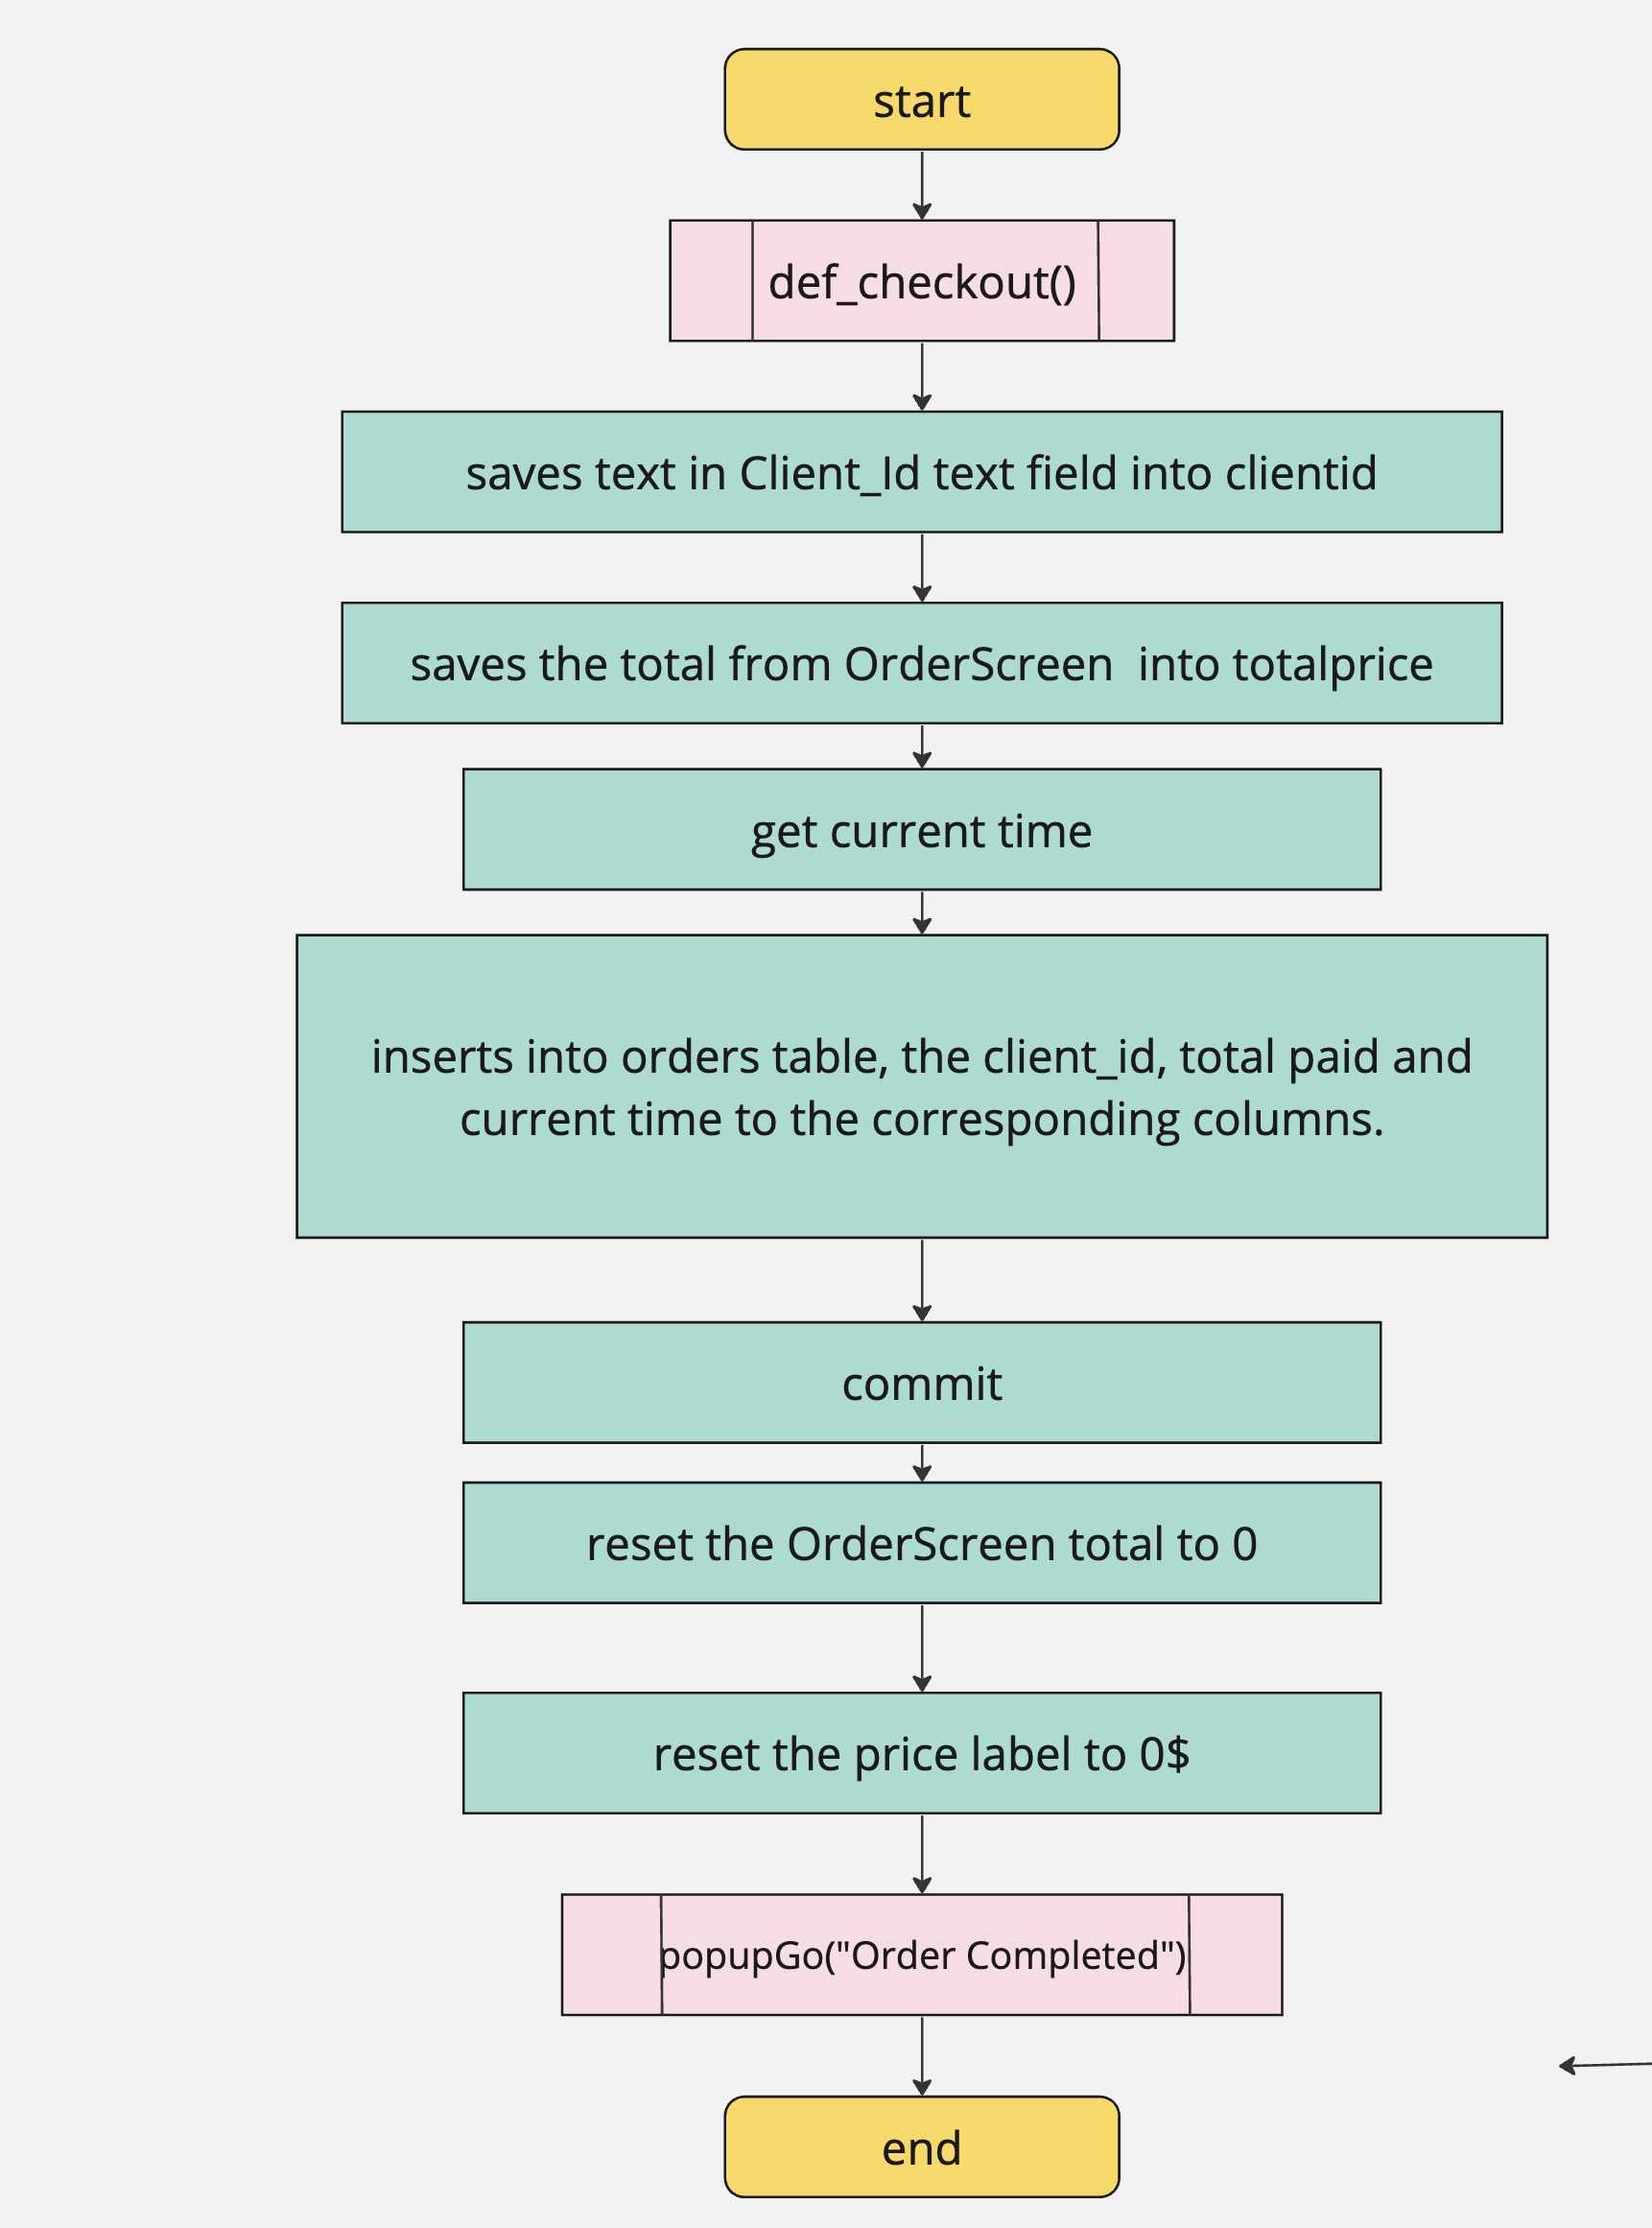 start
def_checkout()
saves text in Client_Id text field into clientid
saves the total from OrderScreen  into totalprice
get current time
inserts into orders table, the client_id, total paid and
current time to the corresponding columns.
commit
reset the OrderScreen total to 0
reset the price label to 0$
popupGo("Order Completed")
end